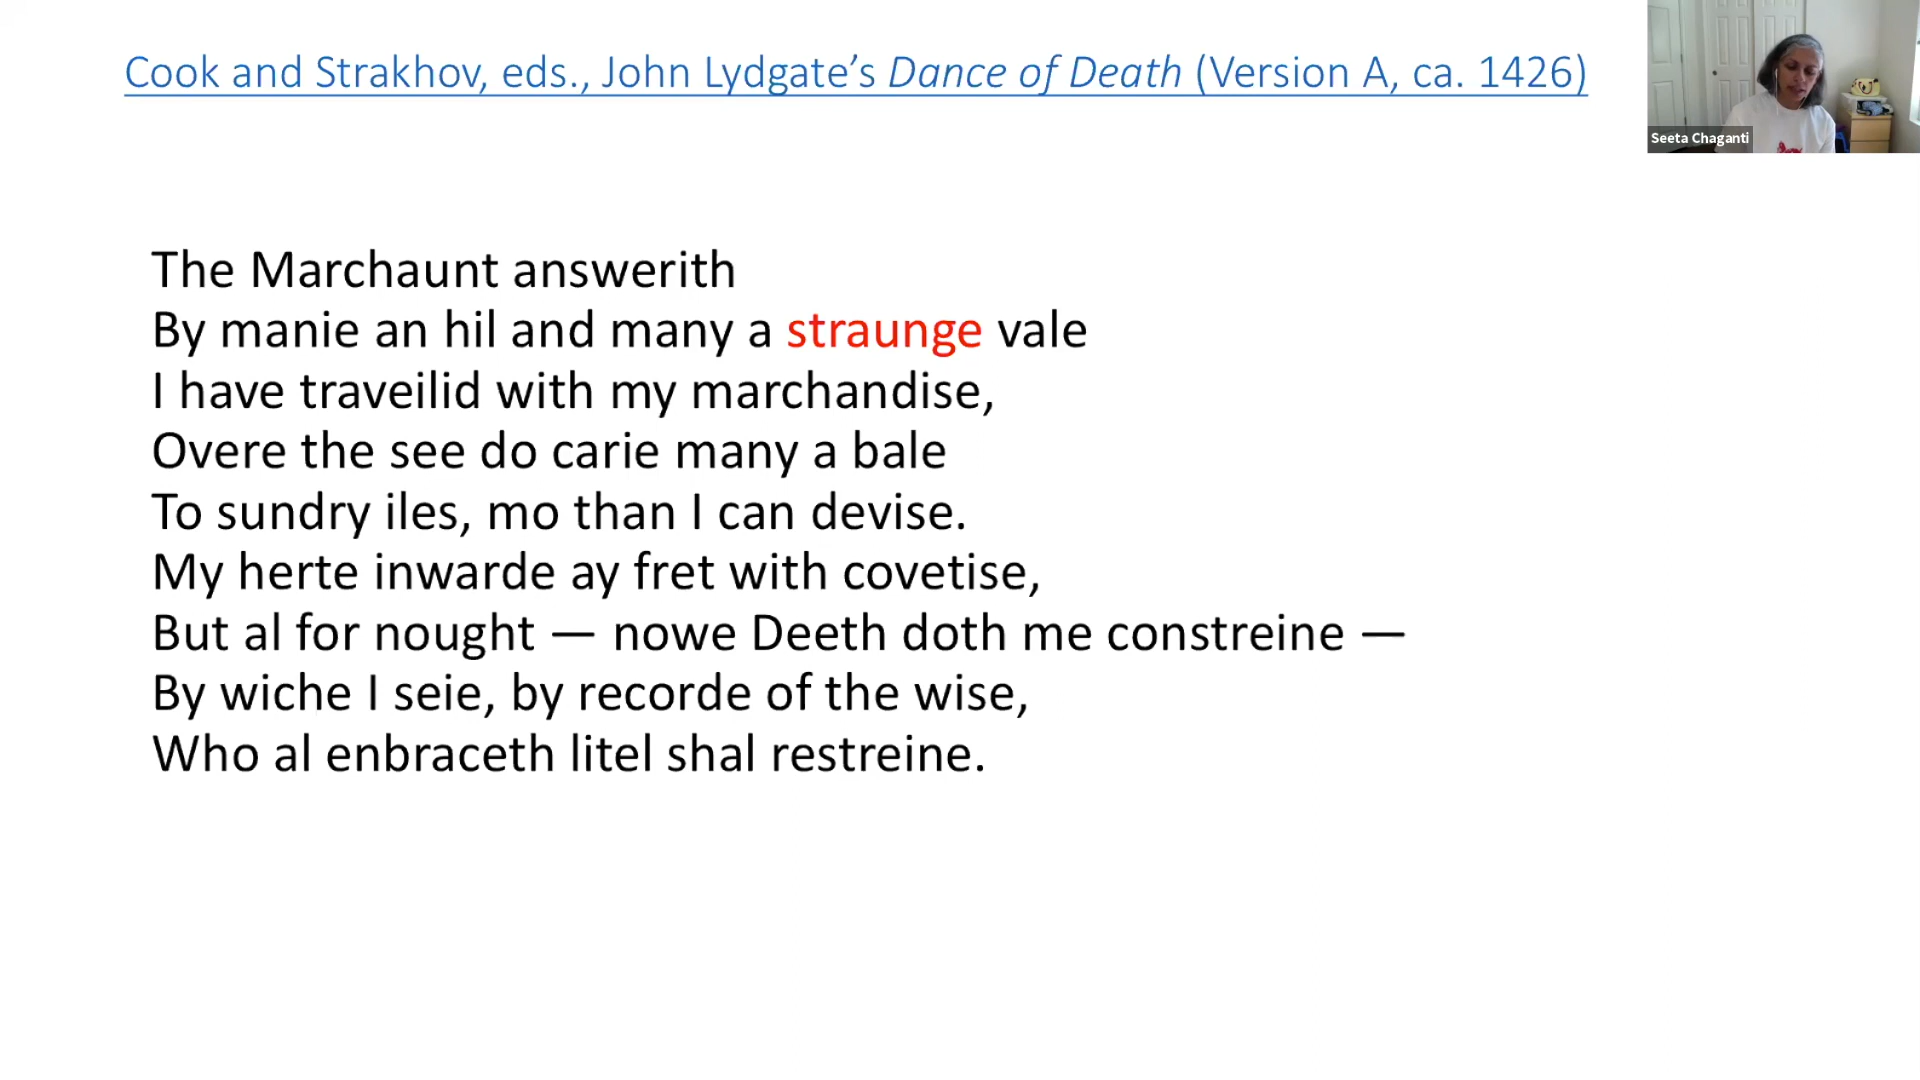 Cook and Strakhov, eds., John Lydgate’s Dance of Death (Version A, ca. 1426)
Seeta Chaganti
The Marchaunt answerith
By manie an hil and many a straunge vale
I have traveilid with my marchandise,
Overe the see do carie many a bale
To sundry iles, mo than I can devise.
My herte inwarde ay fret with covetise,
But al for nought — nowe Deeth doth me constreine —
By wiche I seie, by recorde of the wise,
Who al enbraceth litel shal restreine.